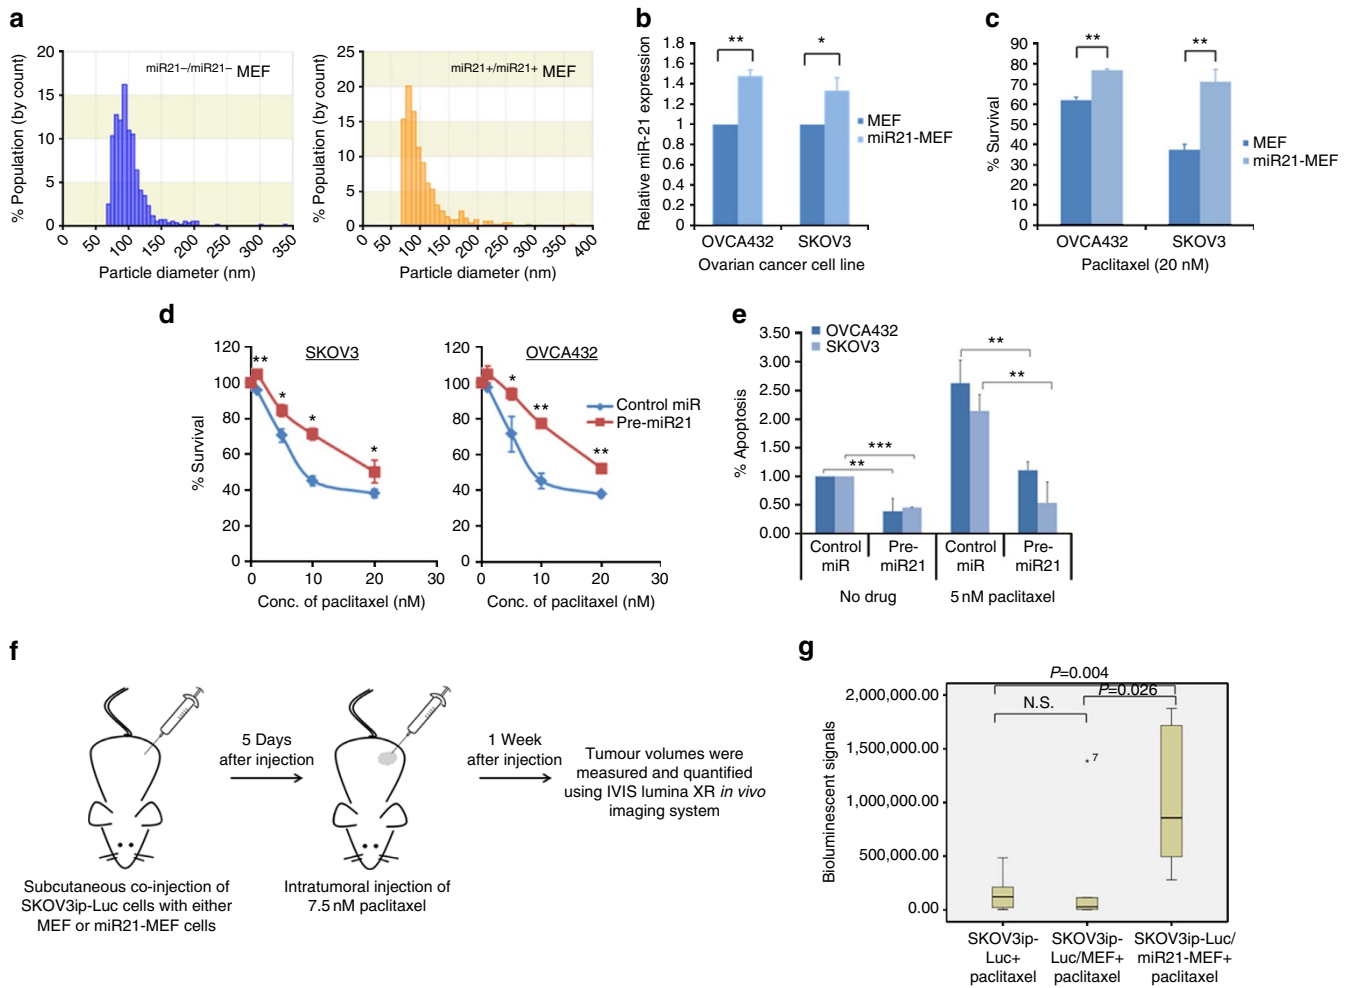 a
% Population (by count)
20
15
10
5
0
miR21–/miR21– MEF
0 50 100 150 200 250 300 350
Particle diameter (nm)
% Population (by count)
25
20
15
10
5
0
miR21+/miR21+ MEF
0 50 100 150 200 250 300 350 400
Particle diameter (nm)
b
Relative miR-21 expression
1.8
1.6
1.4
1.2
1
0.8
0.6
0.4
0.2
0
** *
MEF
miR21-MEF
OVCA432 SKOV3
Ovarian cancer cell line
c
% Survival
90
80
70
60
50
40
30
20
10
0
** **
MEF
miR21-MEF
OVCA432 SKOV3
Paclitaxel (20 nM)
d
% Survival
SKOV3
120
100
80
60
40
20
0
** * * *
0 10 20 30
Conc. of paclitaxel (nM)
OVCA432
120
100
80
60
40
20
0
* ** **
Control miR
Pre-miR21
0 10 20 30
Conc. of paclitaxel (nM)
e
% Apoptosis
3.50
3.00
2.50
2.00
1.50
1.00
0.50
0.00
OVCA432
SKOV3
**
**
***
**
Control
miR
Pre-
miR21
Control
miR
Pre-
miR21
No drug
5 nM paclitaxel
f
5 Days
after injection
1 Week
after injection
Tumour volumes were
measured and quantified
using IVIS lumina XR in vivo
imaging system
Subcutaneous co-injection of
SKOV3ip-Luc cells with either
MEF or miR21-MEF cells
Intratumoral injection of
7.5 nM paclitaxel
g
Bioluminescent signals
2,000,000.00
1,500,000.00
1,000,000.00
500,000.00
0.00
P=0.004
P=0.026
N.S.
* 7
SKOV3ip-
Luc+
paclitaxel
SKOV3ip-
Luc/MEF+
paclitaxel
SKOV3ip-Luc/
miR21-MEF+
paclitaxel